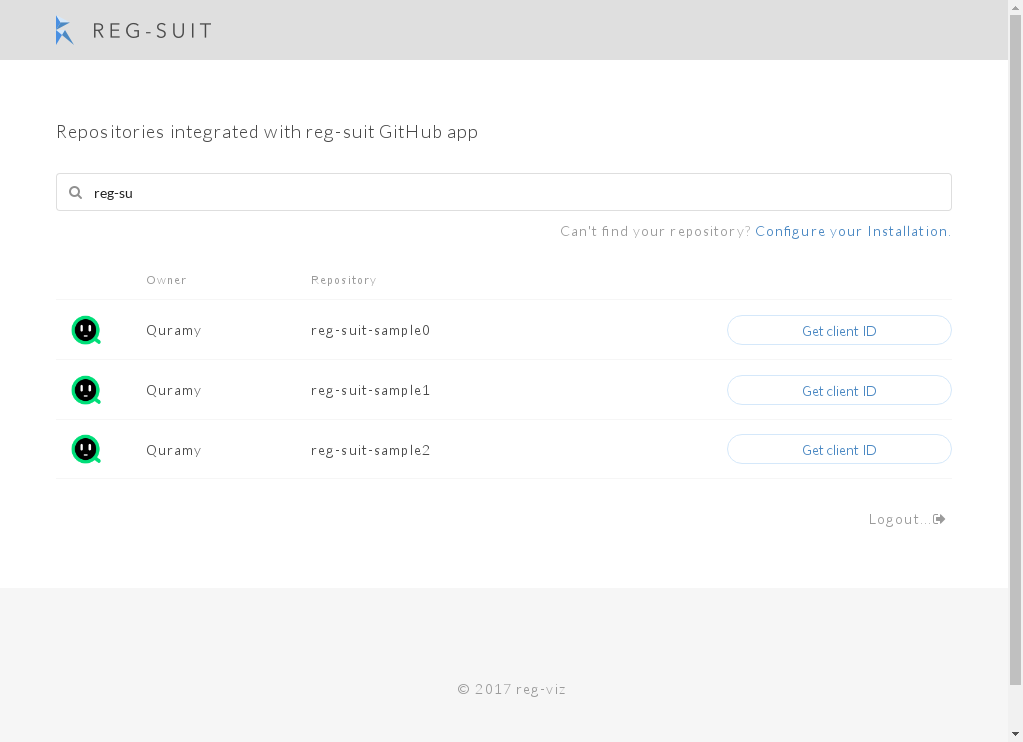 REG-SUIT
Repositories integrated with reg-suit GitHub app
reg-su
Can't find your repository? Configure your Installation.
Owner Repository
Quramy reg-suit-sample0 Get client ID
Quramy reg-suit-sample1 Get client ID
Quramy reg-suit-sample2 Get client ID
Logout...
© 2017 reg-viz